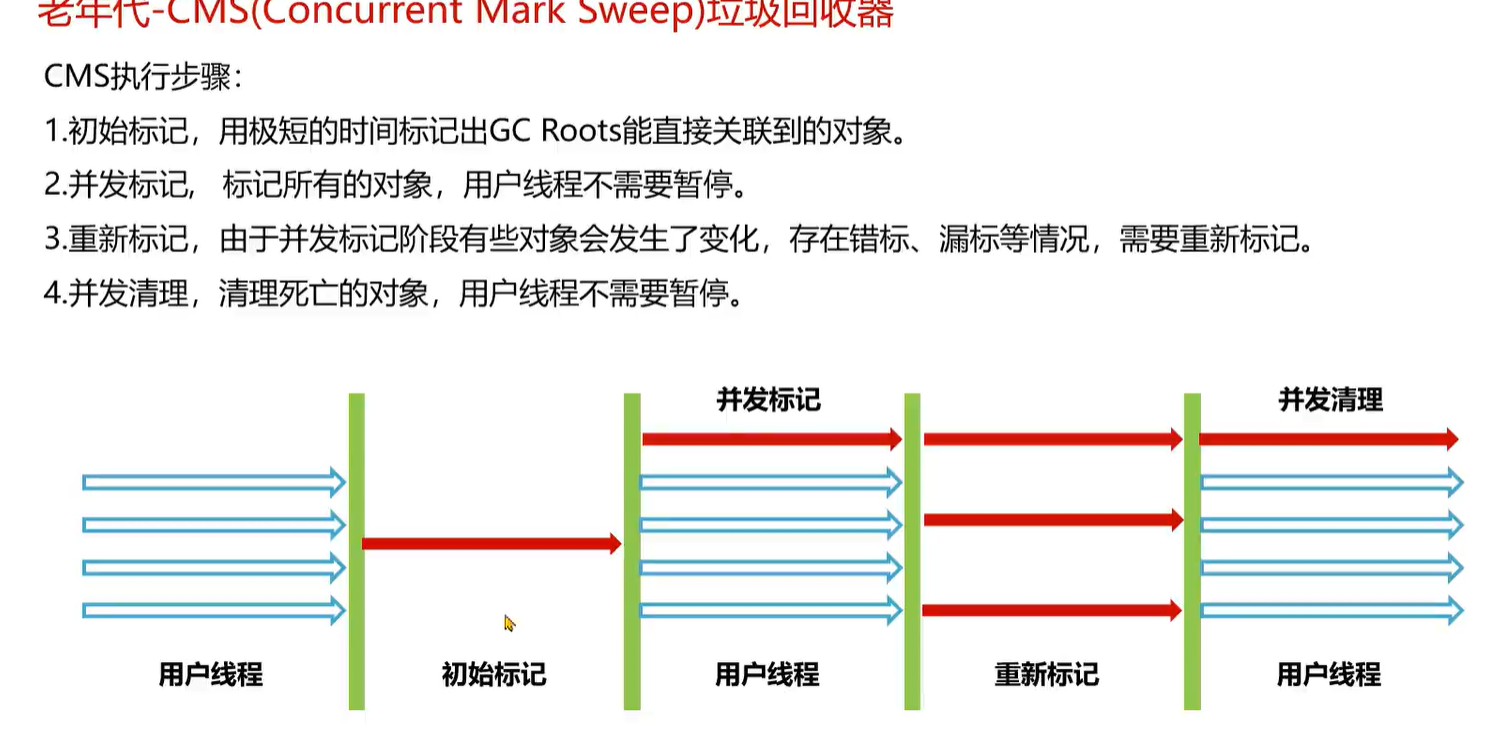 老年代-CMS(Concurrent Mark Sweep)垃圾回收器
CMS执行步骤：
1.初始标记，用极短的时间标记出GC Roots能直接关联到的对象。
2.并发标记,   标记所有的对象，用户线程不需要暂停。
3.重新标记，由于并发标记阶段有些对象会发生了变化，存在错标、漏标等情况，需要重新标记。
4.并发清理，清理死亡的对象，用户线程不需要暂停。
并发标记
并发清理
用户线程
初始标记
用户线程
重新标记
用户线程